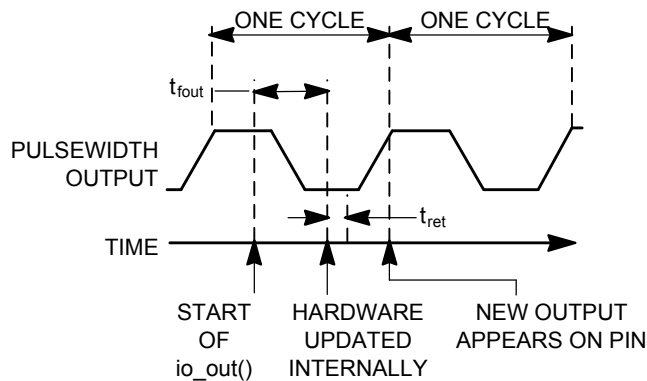 ONE CYCLE
ONE CYCLE
tfout
PULSEWIDTH
OUTPUT
tret
TIME
START
OF
io_out()
HARDWARE
UPDATED
INTERNALLY
NEW OUTPUT
APPEARS ON PIN